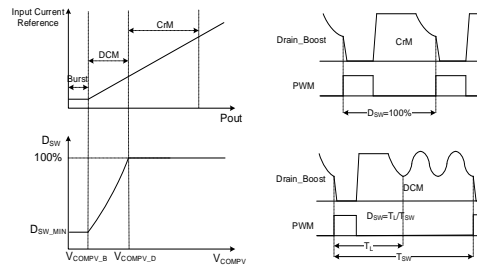 Input Current
Reference
CrM
DCM
Burst
Pout
D_SW
100%
D_SW_MIN
V_COMPV_B
V_COMPV_D
V_COMPV
Drain_Boost
CrM
PWM
D_SW=100%
Drain_Boost
DCM
PWM
D_SW=T_L/T_SW
T_L
T_SW